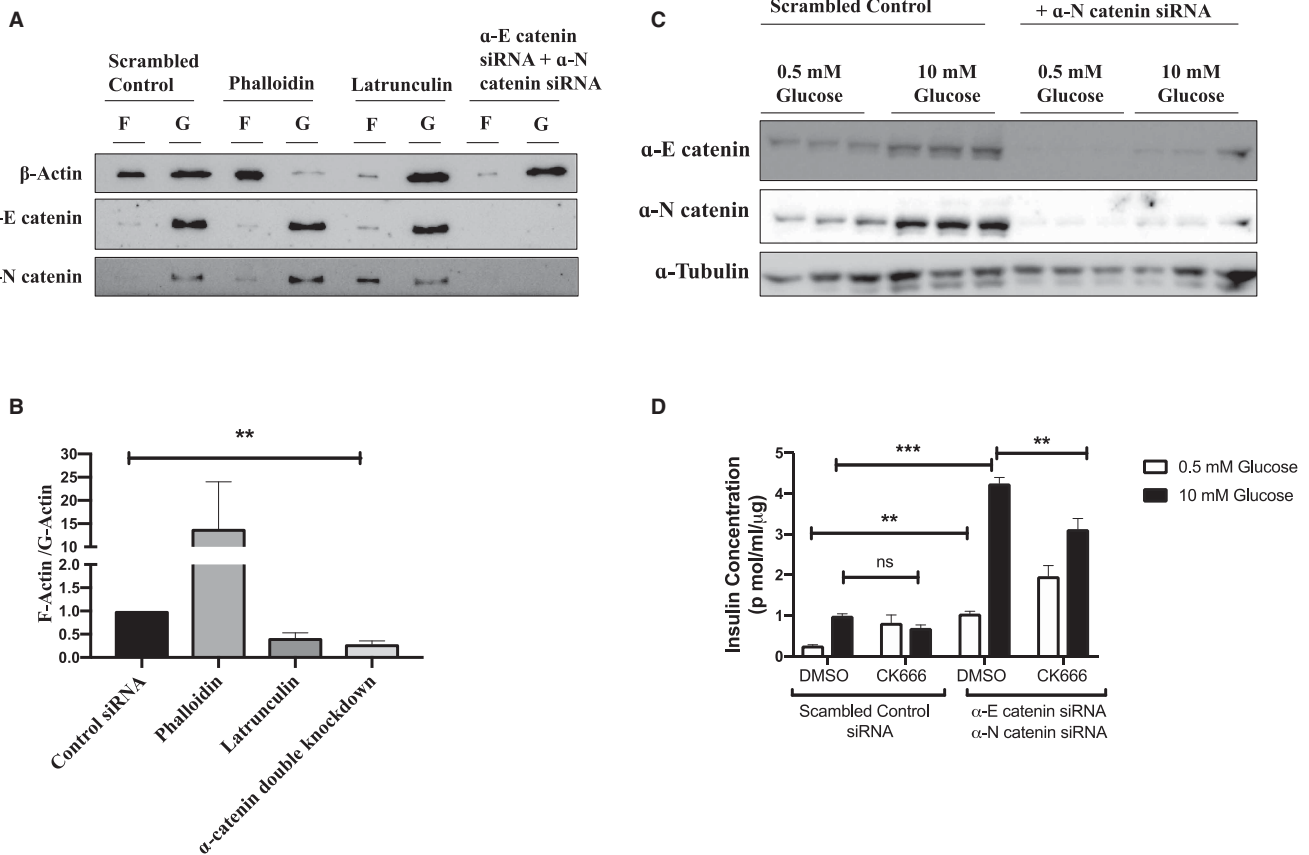 A
Scrambled
Control
Phalloidin
Latrunculin
α-E catenin
siRNA + α-N
catenin siRNA
F G F G F G F G
β-Actin
-E catenin
-N catenin
B
**
F-Actin /G-Actin
30
25
20
15
10
2.0
1.5
1.0
0.5
0.0
Control siRNA
Phalloidin
Latrunculin
α-catenin double knockdown
C
Scrambled Control
+ α-N catenin siRNA
0.5 mM
Glucose
10 mM
Glucose
0.5 mM
Glucose
10 mM
Glucose
α-E catenin
α-N catenin
α-Tubulin
D
Insulin Concentration
(p mol/ml/µg)
5
4
3
2
1
0
***
**
**
ns
0.5 mM Glucose
10 mM Glucose
DMSO CK666 DMSO CK666
Scambled Control
siRNA
α-E catenin siRNA
α-N catenin siRNA